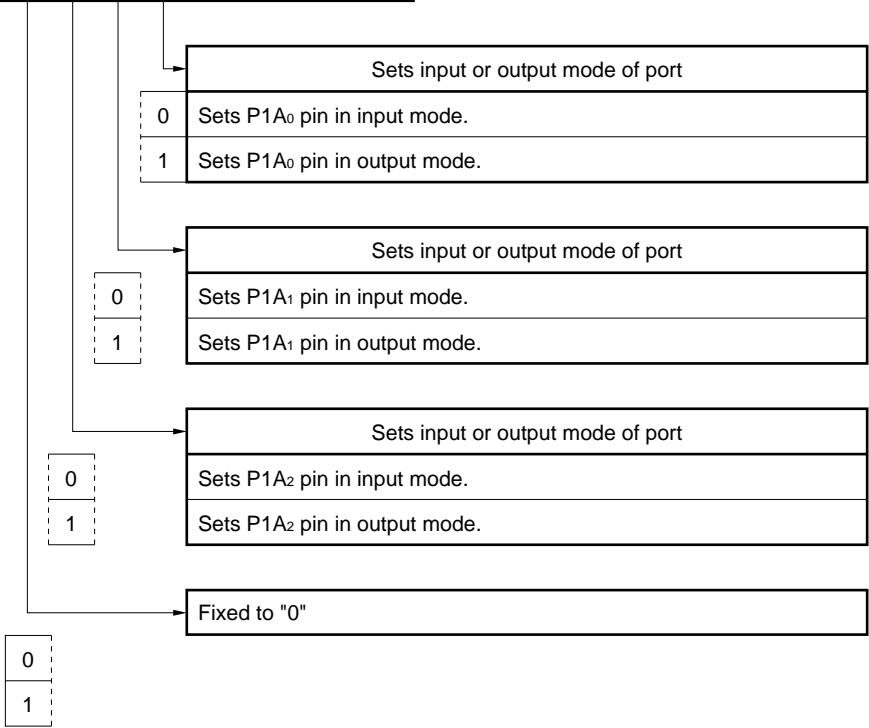 Sets input or output mode of port
0 Sets P1A0 pin in input mode.
1 Sets P1A0 pin in output mode.
Sets input or output mode of port
0 Sets P1A1 pin in input mode.
1 Sets P1A1 pin in output mode.
Sets input or output mode of port
0 Sets P1A2 pin in input mode.
1 Sets P1A2 pin in output mode.
Fixed to "0"
0
1